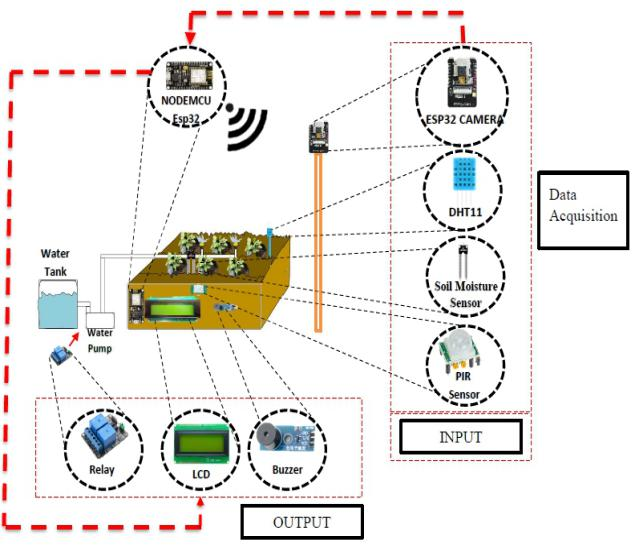 NODEMCU
Esp32
ESP32 CAMERA
DHT11
Data
Acquisition
Soil Moisture
Sensor
Water
Tank
Water
Pump
PIR
Sensor
INPUT
Relay
LCD
Buzzer
OUTPUT